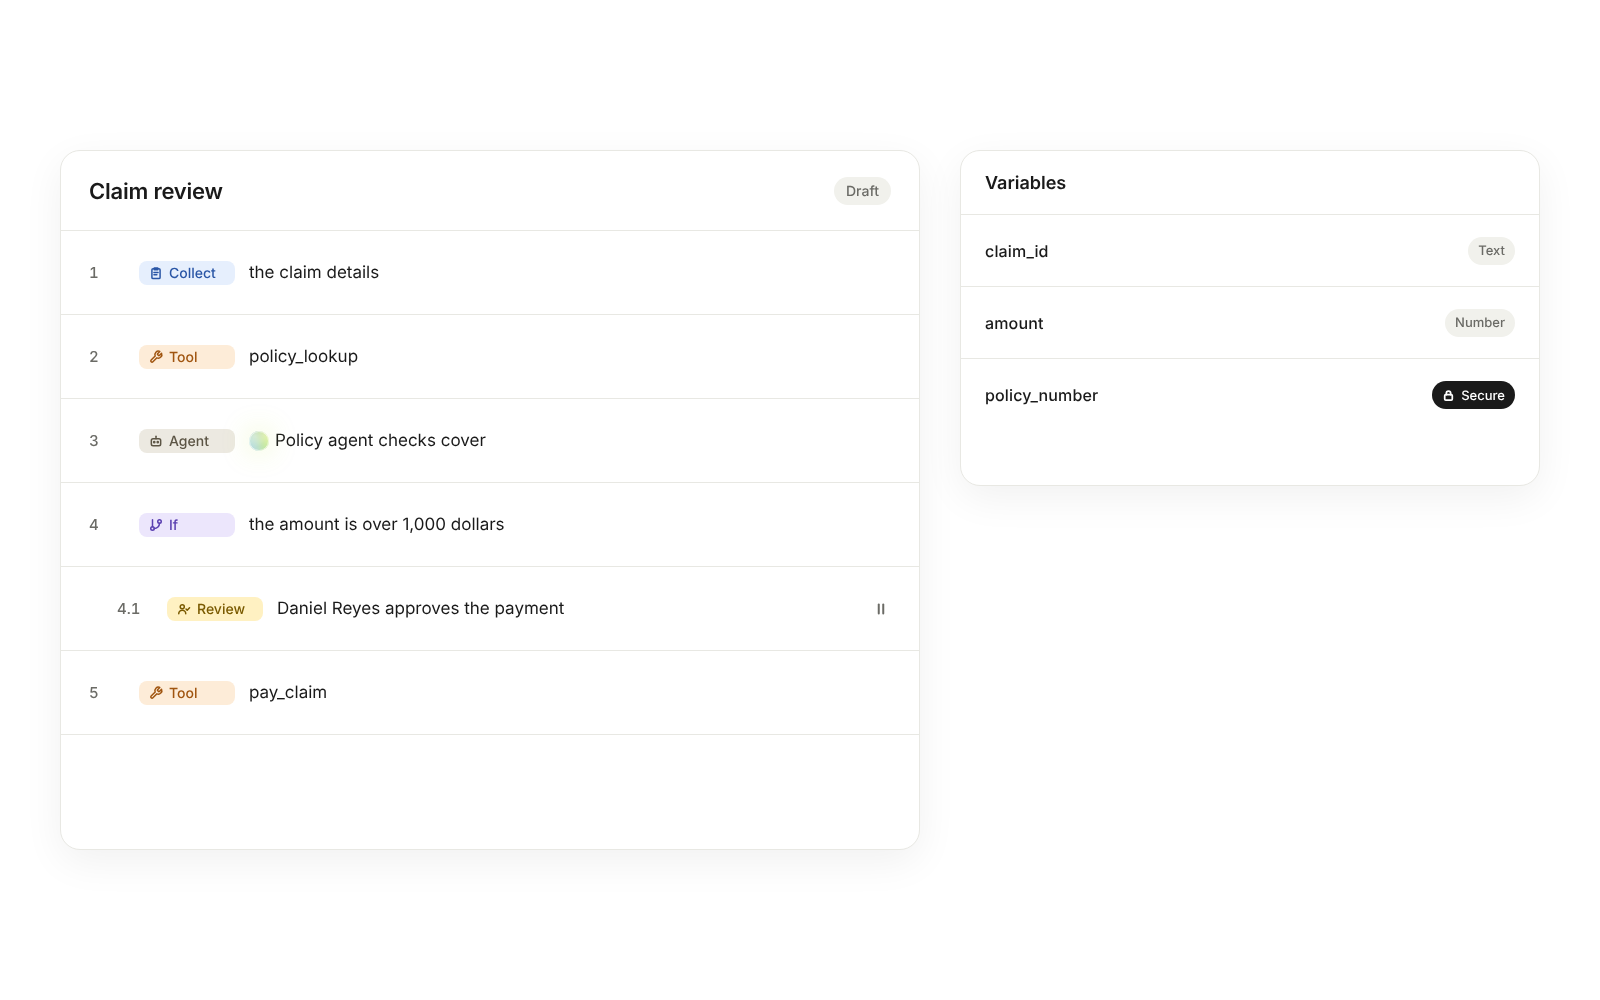 Claim review
Draft
1 Collect the claim details
2 Tool policy_lookup
3 Agent Policy agent checks cover
4 If the amount is over 1,000 dollars
4.1 Review Daniel Reyes approves the payment
5 Tool pay_claim
Variables
claim_id Text
amount Number
policy_number Secure